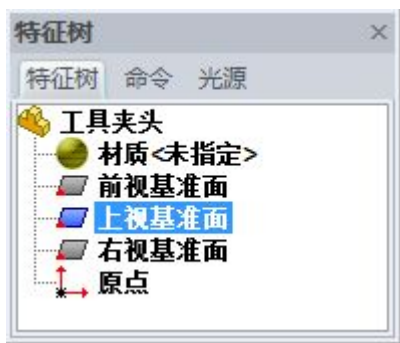 特征树
特征树 命令 光源
工具夹头
材质<未指定>
前视基准面
上视基准面
右视基准面
原点